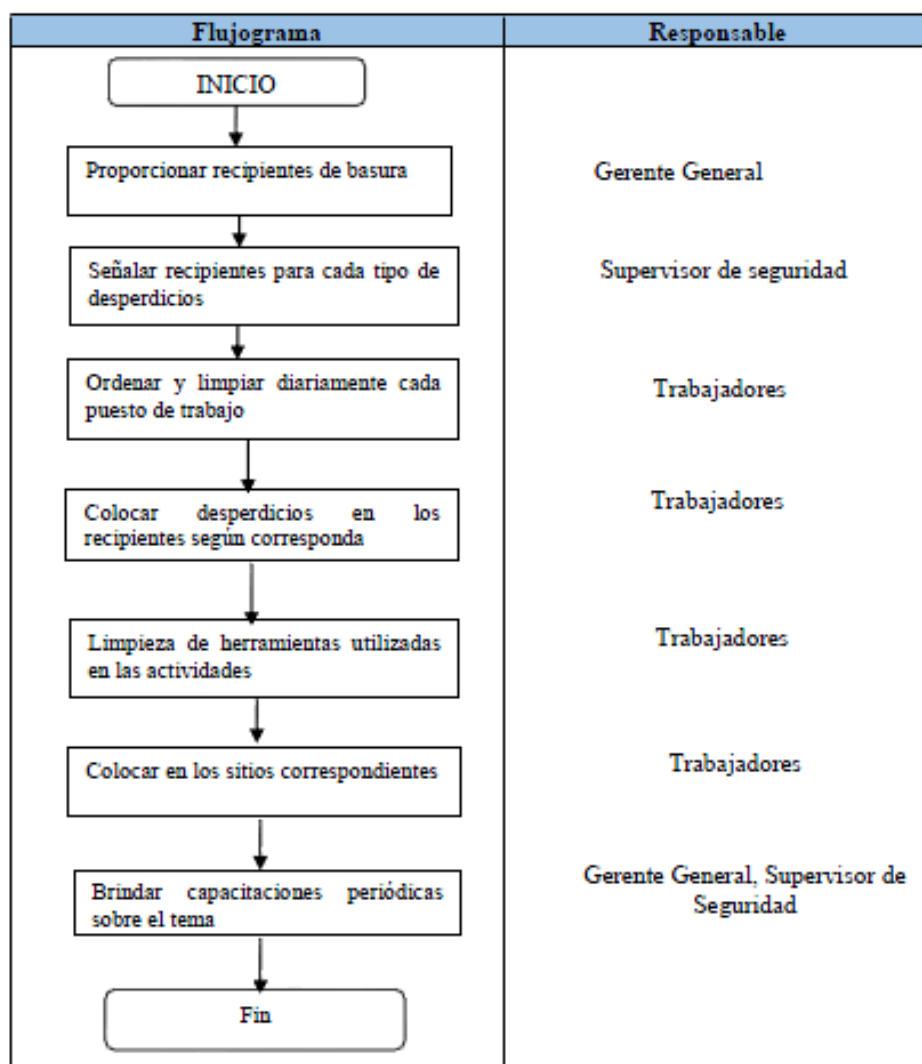 Flujograma
Responsable
INICIO
Proporcionar recipientes de basura
Gerente General
Señalar recipientes para cada tipo de
desperdicios
Supervisor de seguridad
Ordenar y limpiar diariamente cada
puesto de trabajo
Trabajadores
Colocar desperdicios en los
recipientes según corresponda
Trabajadores
Limpieza de herramientas utilizadas
en las actividades
Trabajadores
Colocar en los sitios correspondientes
Trabajadores
Brindar capacitaciones periódicas
sobre el tema
Gerente General, Supervisor de
Seguridad
Fin